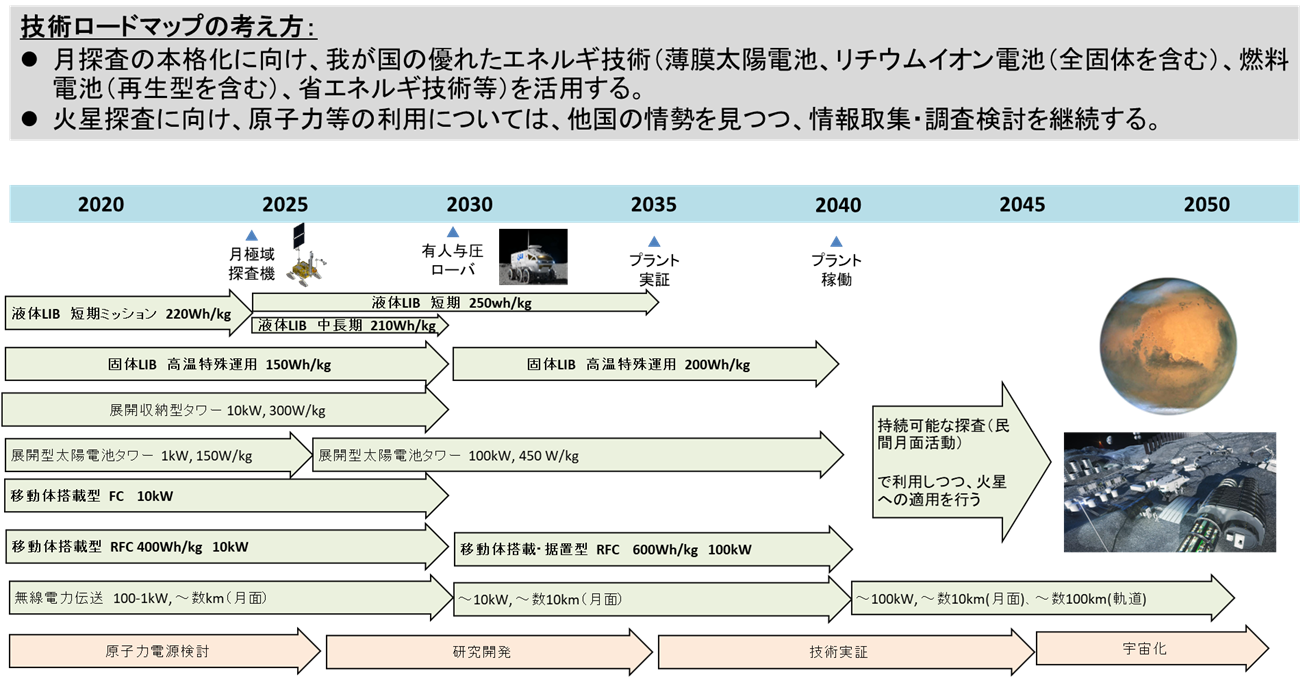 技術ロードマップの考え方：
● 月探査の本格化に向け、我が国の優れたエネルギ技術（薄膜太陽電池、リチウムイオン電池（全固体を含む）、燃料
電池（再生型を含む）、省エネルギ技術等）を活用する。
● 火星探査に向け、原子力等の利用については、他国の情勢を見つつ、情報取集・調査検討を継続する。
2020 2025 2030 2035 2040 2045 2050
月極域
探査機
有人与圧
ローバ
プラント
実証
プラント
稼働
液体LIB 短期ミッション 220Wh/kg
液体LIB 短期 250wh/kg
液体LIB 中長期 210Wh/kg
固体LIB 高温特殊運用 150Wh/kg
固体LIB 高温特殊運用 200Wh/kg
展開収納型タワー 10kW, 300W/kg
展開型太陽電池タワー 1kW, 150W/kg
展開型太陽電池タワー 100kW, 450 W/kg
移動体搭載型 FC 10kW
移動体搭載型 RFC 400Wh/kg 10kW
移動体搭載・据置型 RFC 600Wh/kg 100kW
持続可能な探査（民
間月面活動）
で利用しつつ、火星
への適用を行う
無線電力伝送 100-1kW, ～数km（月面）
～10kW, ～数10km（月面）
～100kW, ～数10km(月面)、～数100km(軌道)
原子力電源検討
研究開発
技術実証
宇宙化